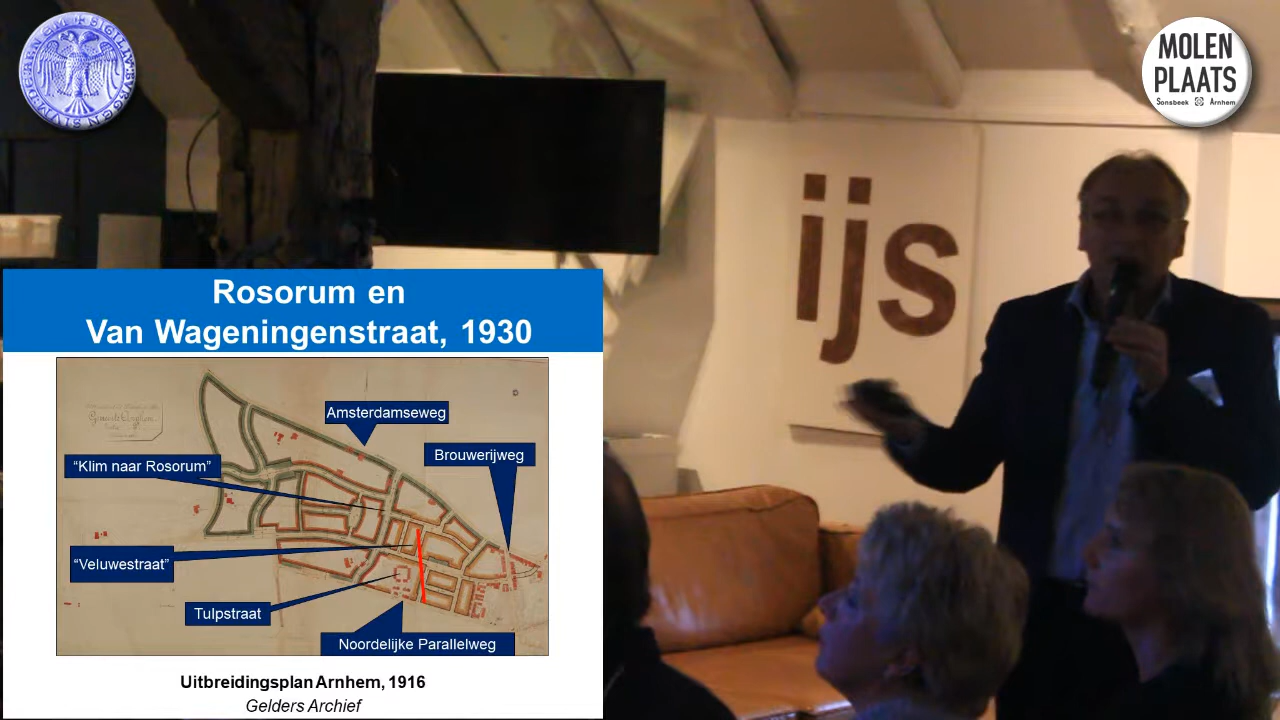 MOLEN
PLAATS
Sonsbeek Arnhem
ijs
Rosorum en
Van Wageningenstraat, 1930
Amsterdamseweg
Brouwerijweg
“Klim naar Rosorum”
“Veluwestraat”
Tulpstraat
Noordelijke Parallelweg
Uitbreidingsplan Arnhem, 1916
Gelders Archief